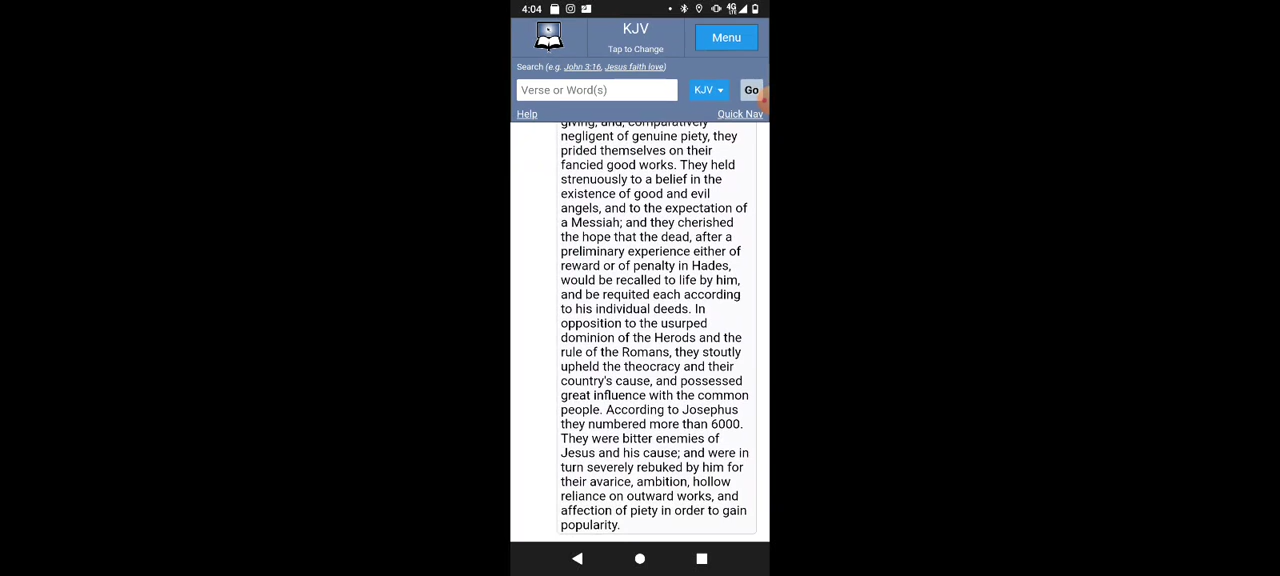 4:04
4G
KJV
Tap to Change
Menu
Search (e.g. John 3:16, Jesus faith love)
Verse or Word(s)
KJV
Go
Help
Quick Nav
giving, and, comparatively
negligent of genuine piety, they
prided themselves on their
fancied good works. They held
strenuously to a belief in the
existence of good and evil
angels, and to the expectation of
a Messiah; and they cherished
the hope that the dead, after a
preliminary experience either of
reward or of penalty in Hades,
would be recalled to life by him,
and be requited each according
to his individual deeds. In
opposition to the usurped
dominion of the Herods and the
rule of the Romans, they stoutly
upheld the theocracy and their
country's cause, and possessed
great influence with the common
people. According to Josephus
they numbered more than 6000.
They were bitter enemies of
Jesus and his cause; and were in
turn severely rebuked by him for
their avarice, ambition, hollow
reliance on outward works, and
affection of piety in order to gain
popularity.